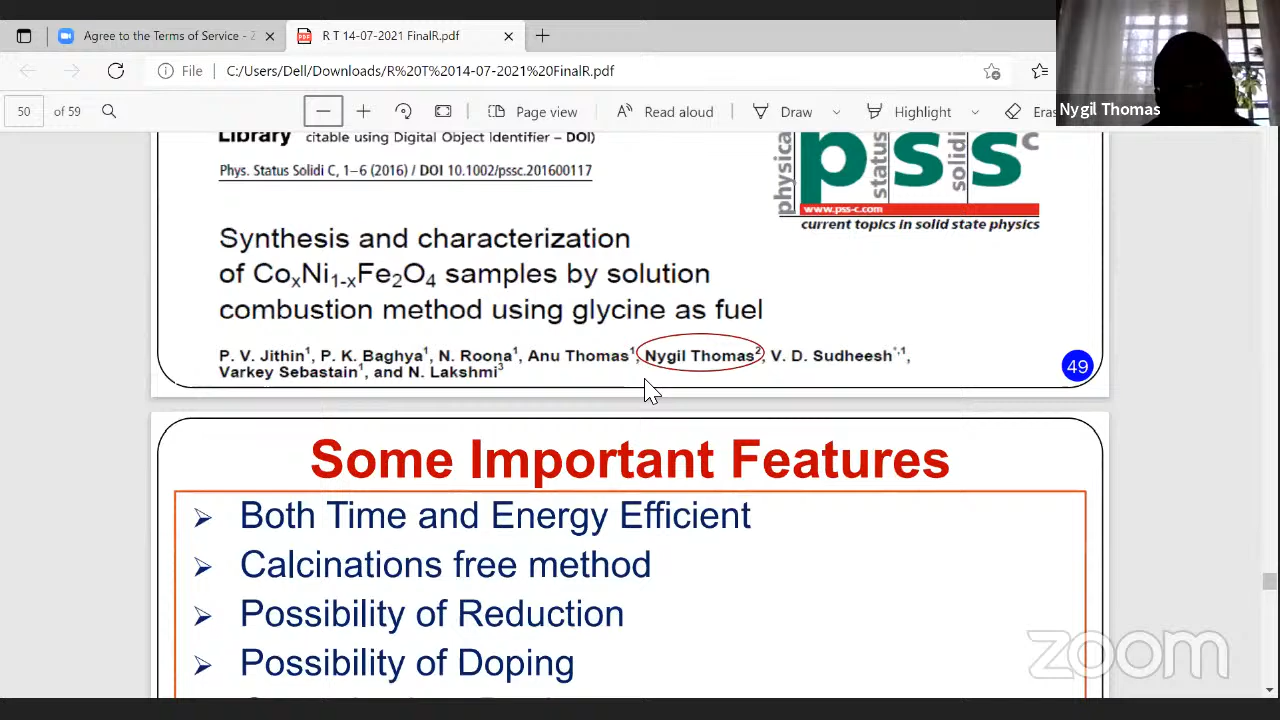 Agree to the Terms of Service - Z
R T 14-07-2021 FinalR.pdf
File
C:/Users/Dell/Downloads/R%20T%2014-07-2021%20FinalR.pdf
50 of 59
Page view
Read aloud
Draw
Highlight
Eras
Nygil Thomas
Library citable using Digital Object Identifier – DOI)
Phys. Status Solidi C, 1–6 (2016) / DOI 10.1002/pssc.201600117
physica
status
solidi
pssc
www.pss-c.com
current topics in solid state physics
Synthesis and characterization
of CoxNi1-xFe2O4 samples by solution
combustion method using glycine as fuel
P. V. Jithin1, P. K. Baghya1, N. Roona1, Anu Thomas1, Nygil Thomas2, V. D. Sudheesh*,1,
Varkey Sebastain1, and N. Lakshmi3
49
Some Important Features
➢ Both Time and Energy Efficient
➢ Calcinations free method
➢ Possibility of Reduction
➢ Possibility of Doping
zoom